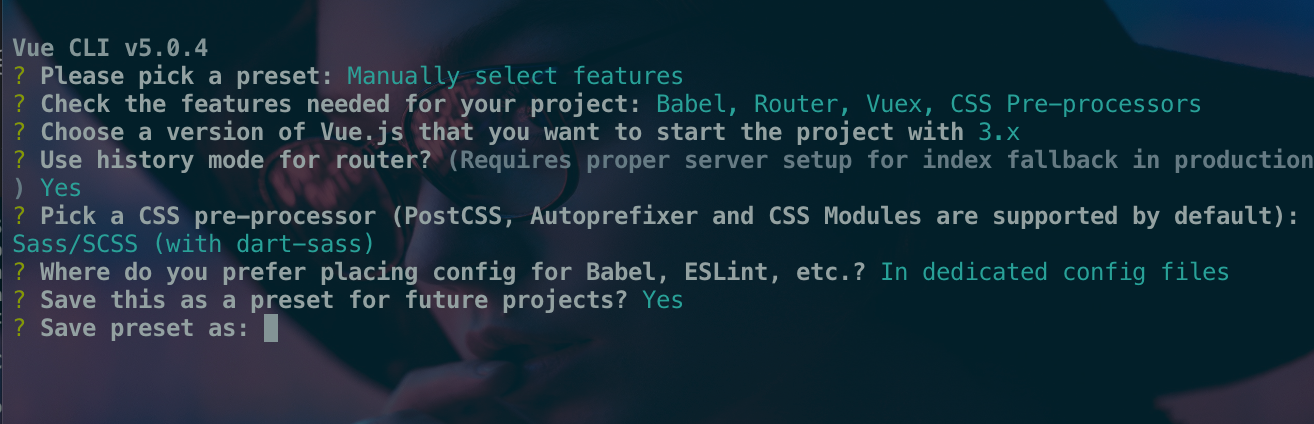 Vue CLI v5.0.4
? Please pick a preset: Manually select features
? Check the features needed for your project: Babel, Router, Vuex, CSS Pre-processors
? Choose a version of Vue.js that you want to start the project with 3.x
? Use history mode for router? (Requires proper server setup for index fallback in production
) Yes
? Pick a CSS pre-processor (PostCSS, Autoprefixer and CSS Modules are supported by default):
Sass/SCSS (with dart-sass)
? Where do you prefer placing config for Babel, ESLint, etc.? In dedicated config files
? Save this as a preset for future projects? Yes
? Save preset as: